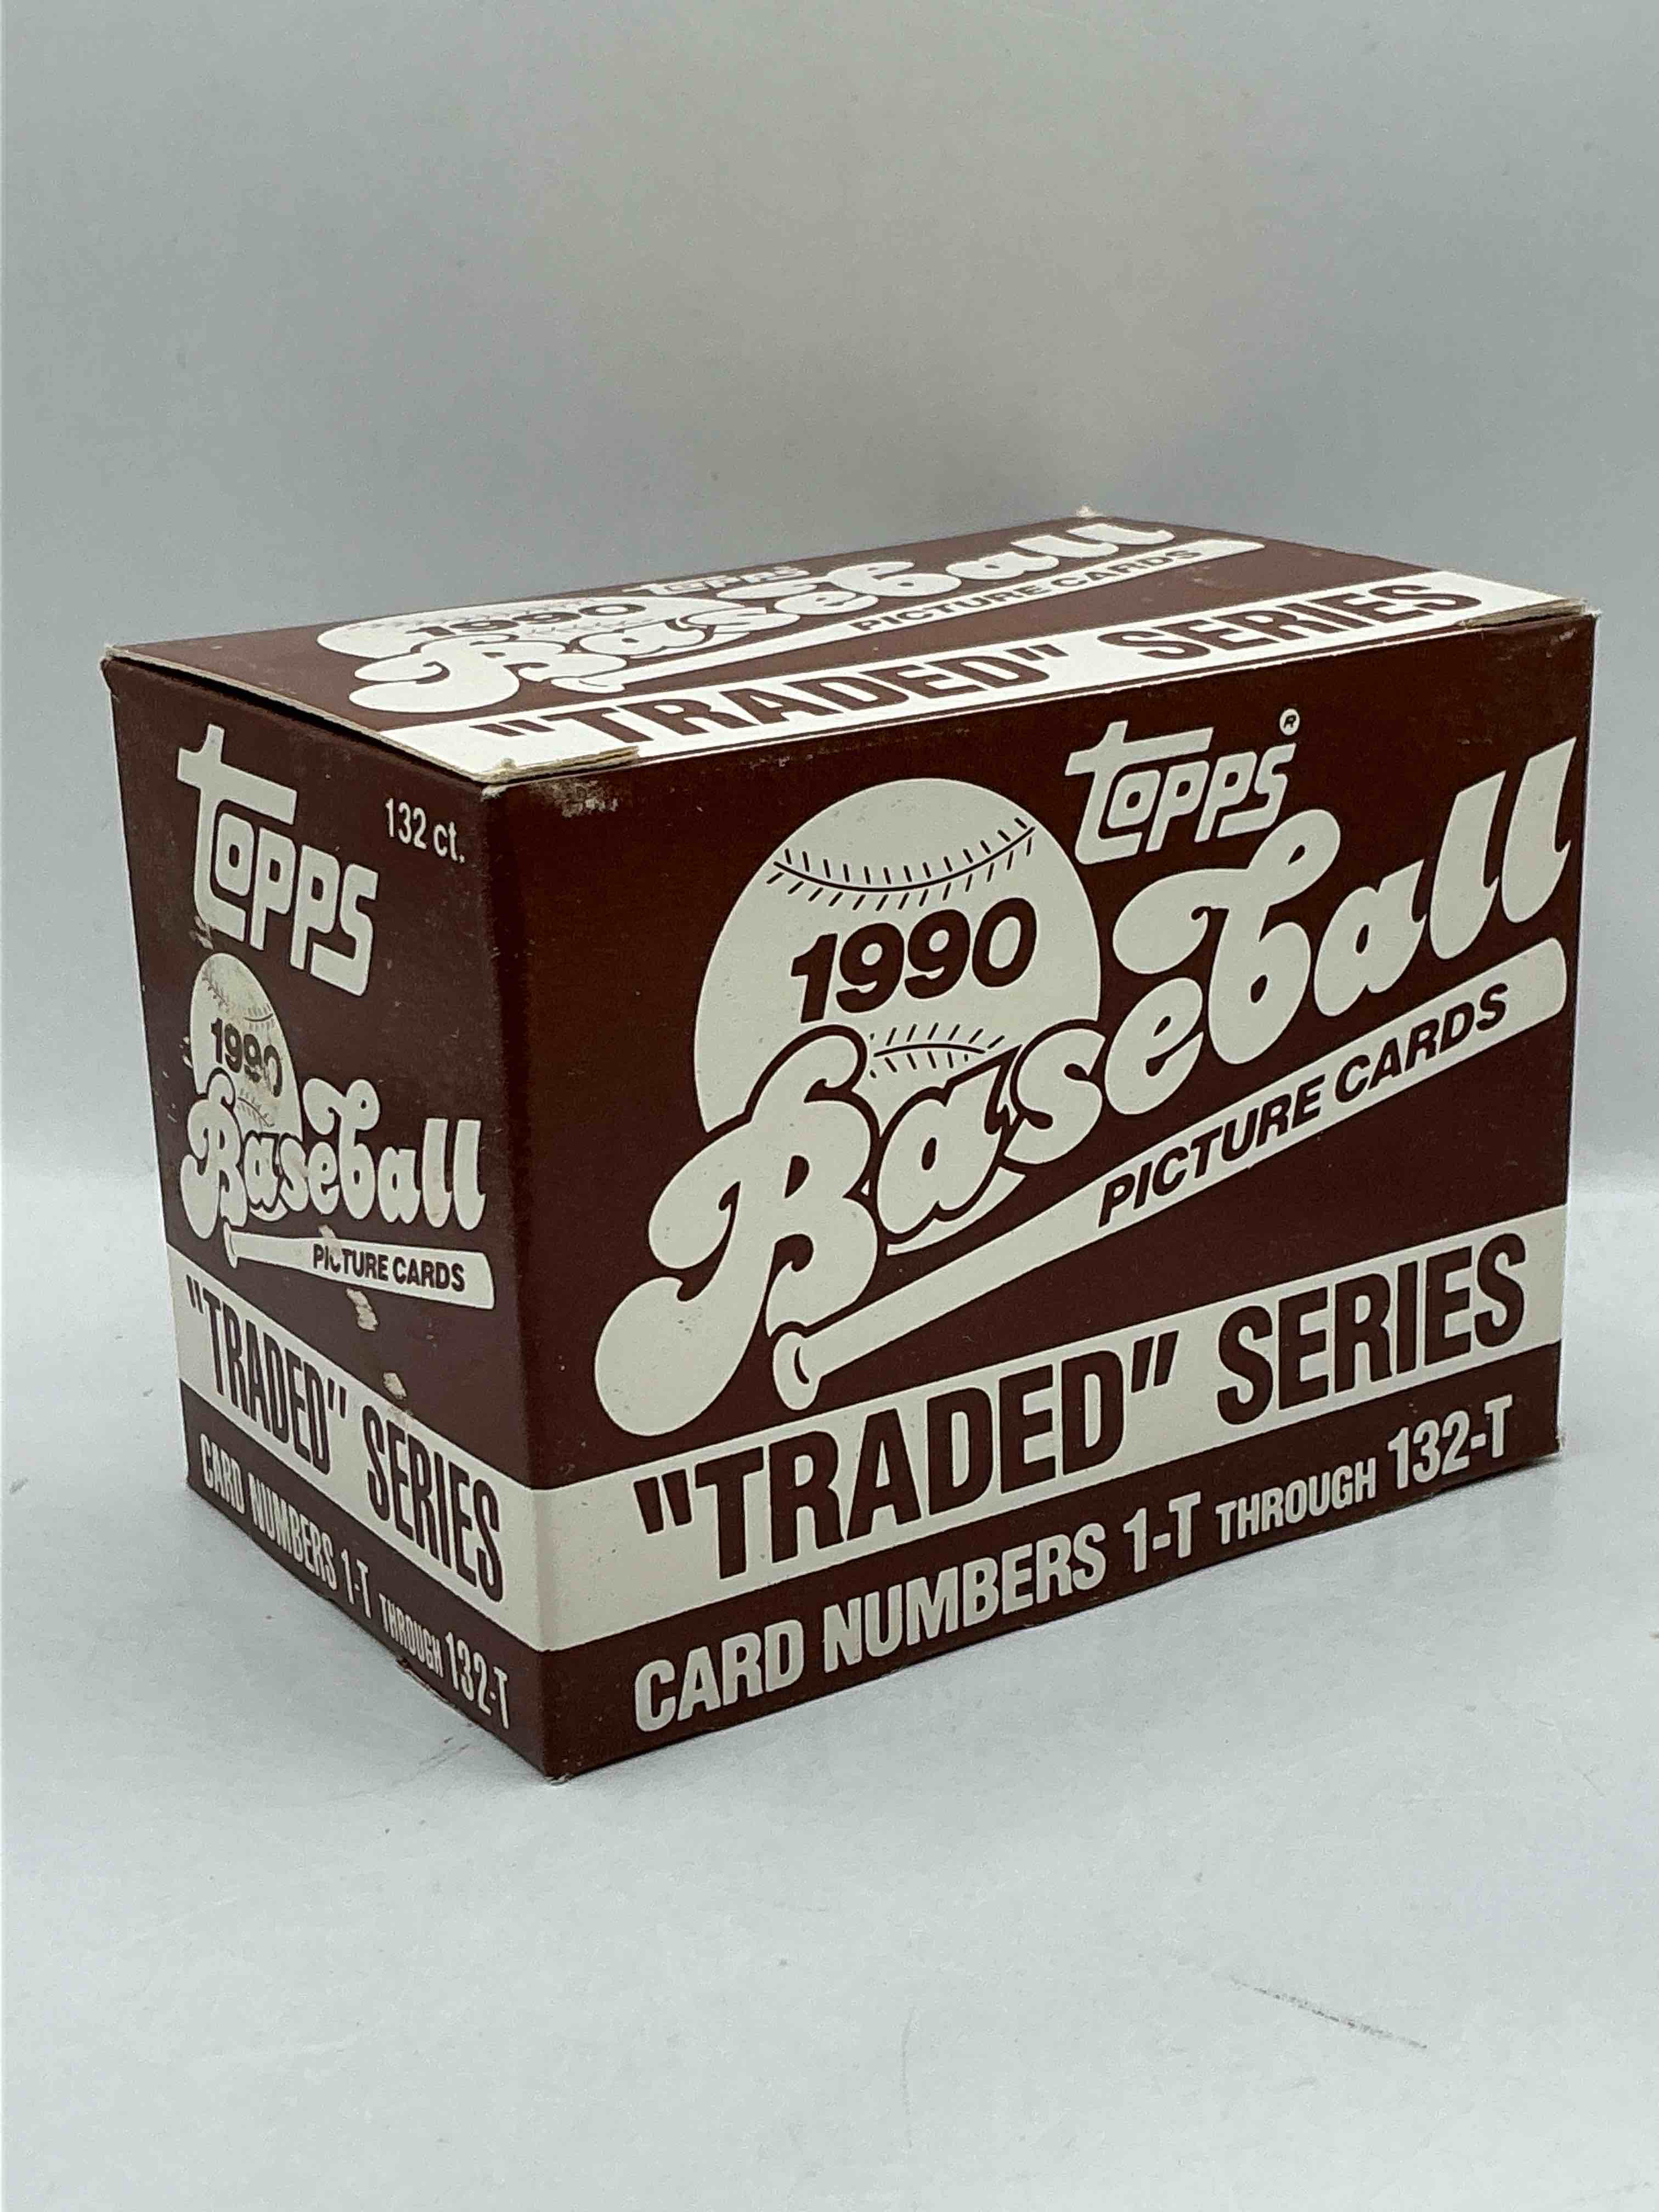 Topps
1990
Baseball
PICTURE CARDS
"TRADED" SERIES
Topps
132 ct.
1990
Baseball
PICTURE CARDS
"TRADED" SERIES
CARD NUMBERS 1-T THROUGH 132-T
Topps®
1990
Baseball
PICTURE CARDS
"TRADED" SERIES
CARD NUMBERS 1-T THROUGH 132-T